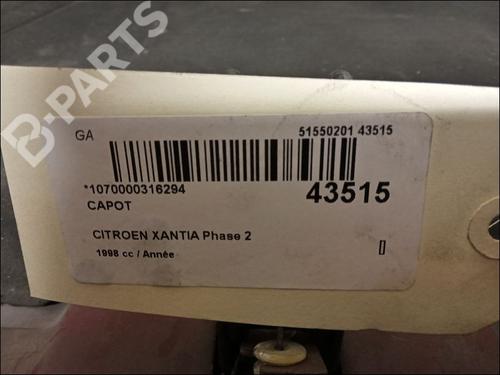 B-PARTS
GA
51550201 43515
*1070000316294
43515
CAPOT
CITROEN XANTIA Phase 2
1998 cc / Année